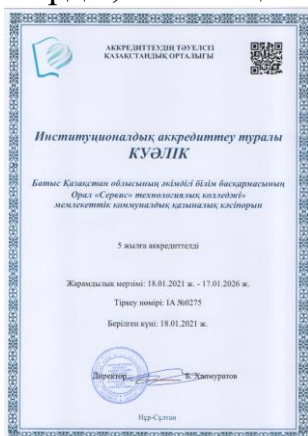 АККРЕДИТТЕУДІҢ ТӘУЕЛСІЗ
ҚАЗАҚСТАНДЫҚ ОРТАЛЫҒЫ
Институционалдық аккредиттеу туралы
КУӘЛІК
Батыс Қазақстан облысының әкімдігі білім басқармасының
Орал «Сервис» технологиялық колледжі»
мемлекеттік коммуналдық қазыналық кәсіпорын
5 жылға аккредиттелді
Жарамдылық мерзімі: 18.01.2021 ж. - 17.01.2026 ж.
Тіркеу нөмірі: IA №0275
Берілген күні: 18.01.2021 ж.
Директор Б. Ханмуратов
Нұр-Сұлтан